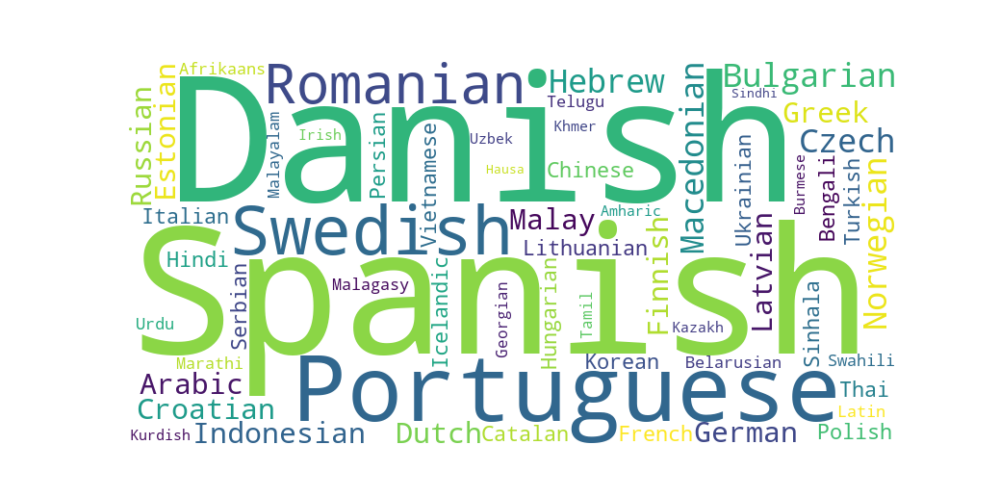 Danish
Spanish
Portuguese
Swedish
Romanian
Afrikaans
Hebrew
Bulgarian
Russian
Estonian
Malayalam
Irish
Persian
Vietnamese
Telugu
Uzbek
Khmer
Hausa
Chinese
Macedonian
Sindhi
Greek
Czech
Ukrainian
Burmese
Bengali
Turkish
Norwegian
Italian
Malay
Amharic
Lithuanian
Finnish
Latvian
Hindi
Serbian
Malagasy
Icelandic
Georgian
Hungarian
Tamil
Kazakh
Sinhala
Urdu
Marathi
Arabic
Korean
Belarusian
Swahili
Croatian
Thai
Latin
Kurdish
Indonesian
Dutch
Catalan
French
German
Polish